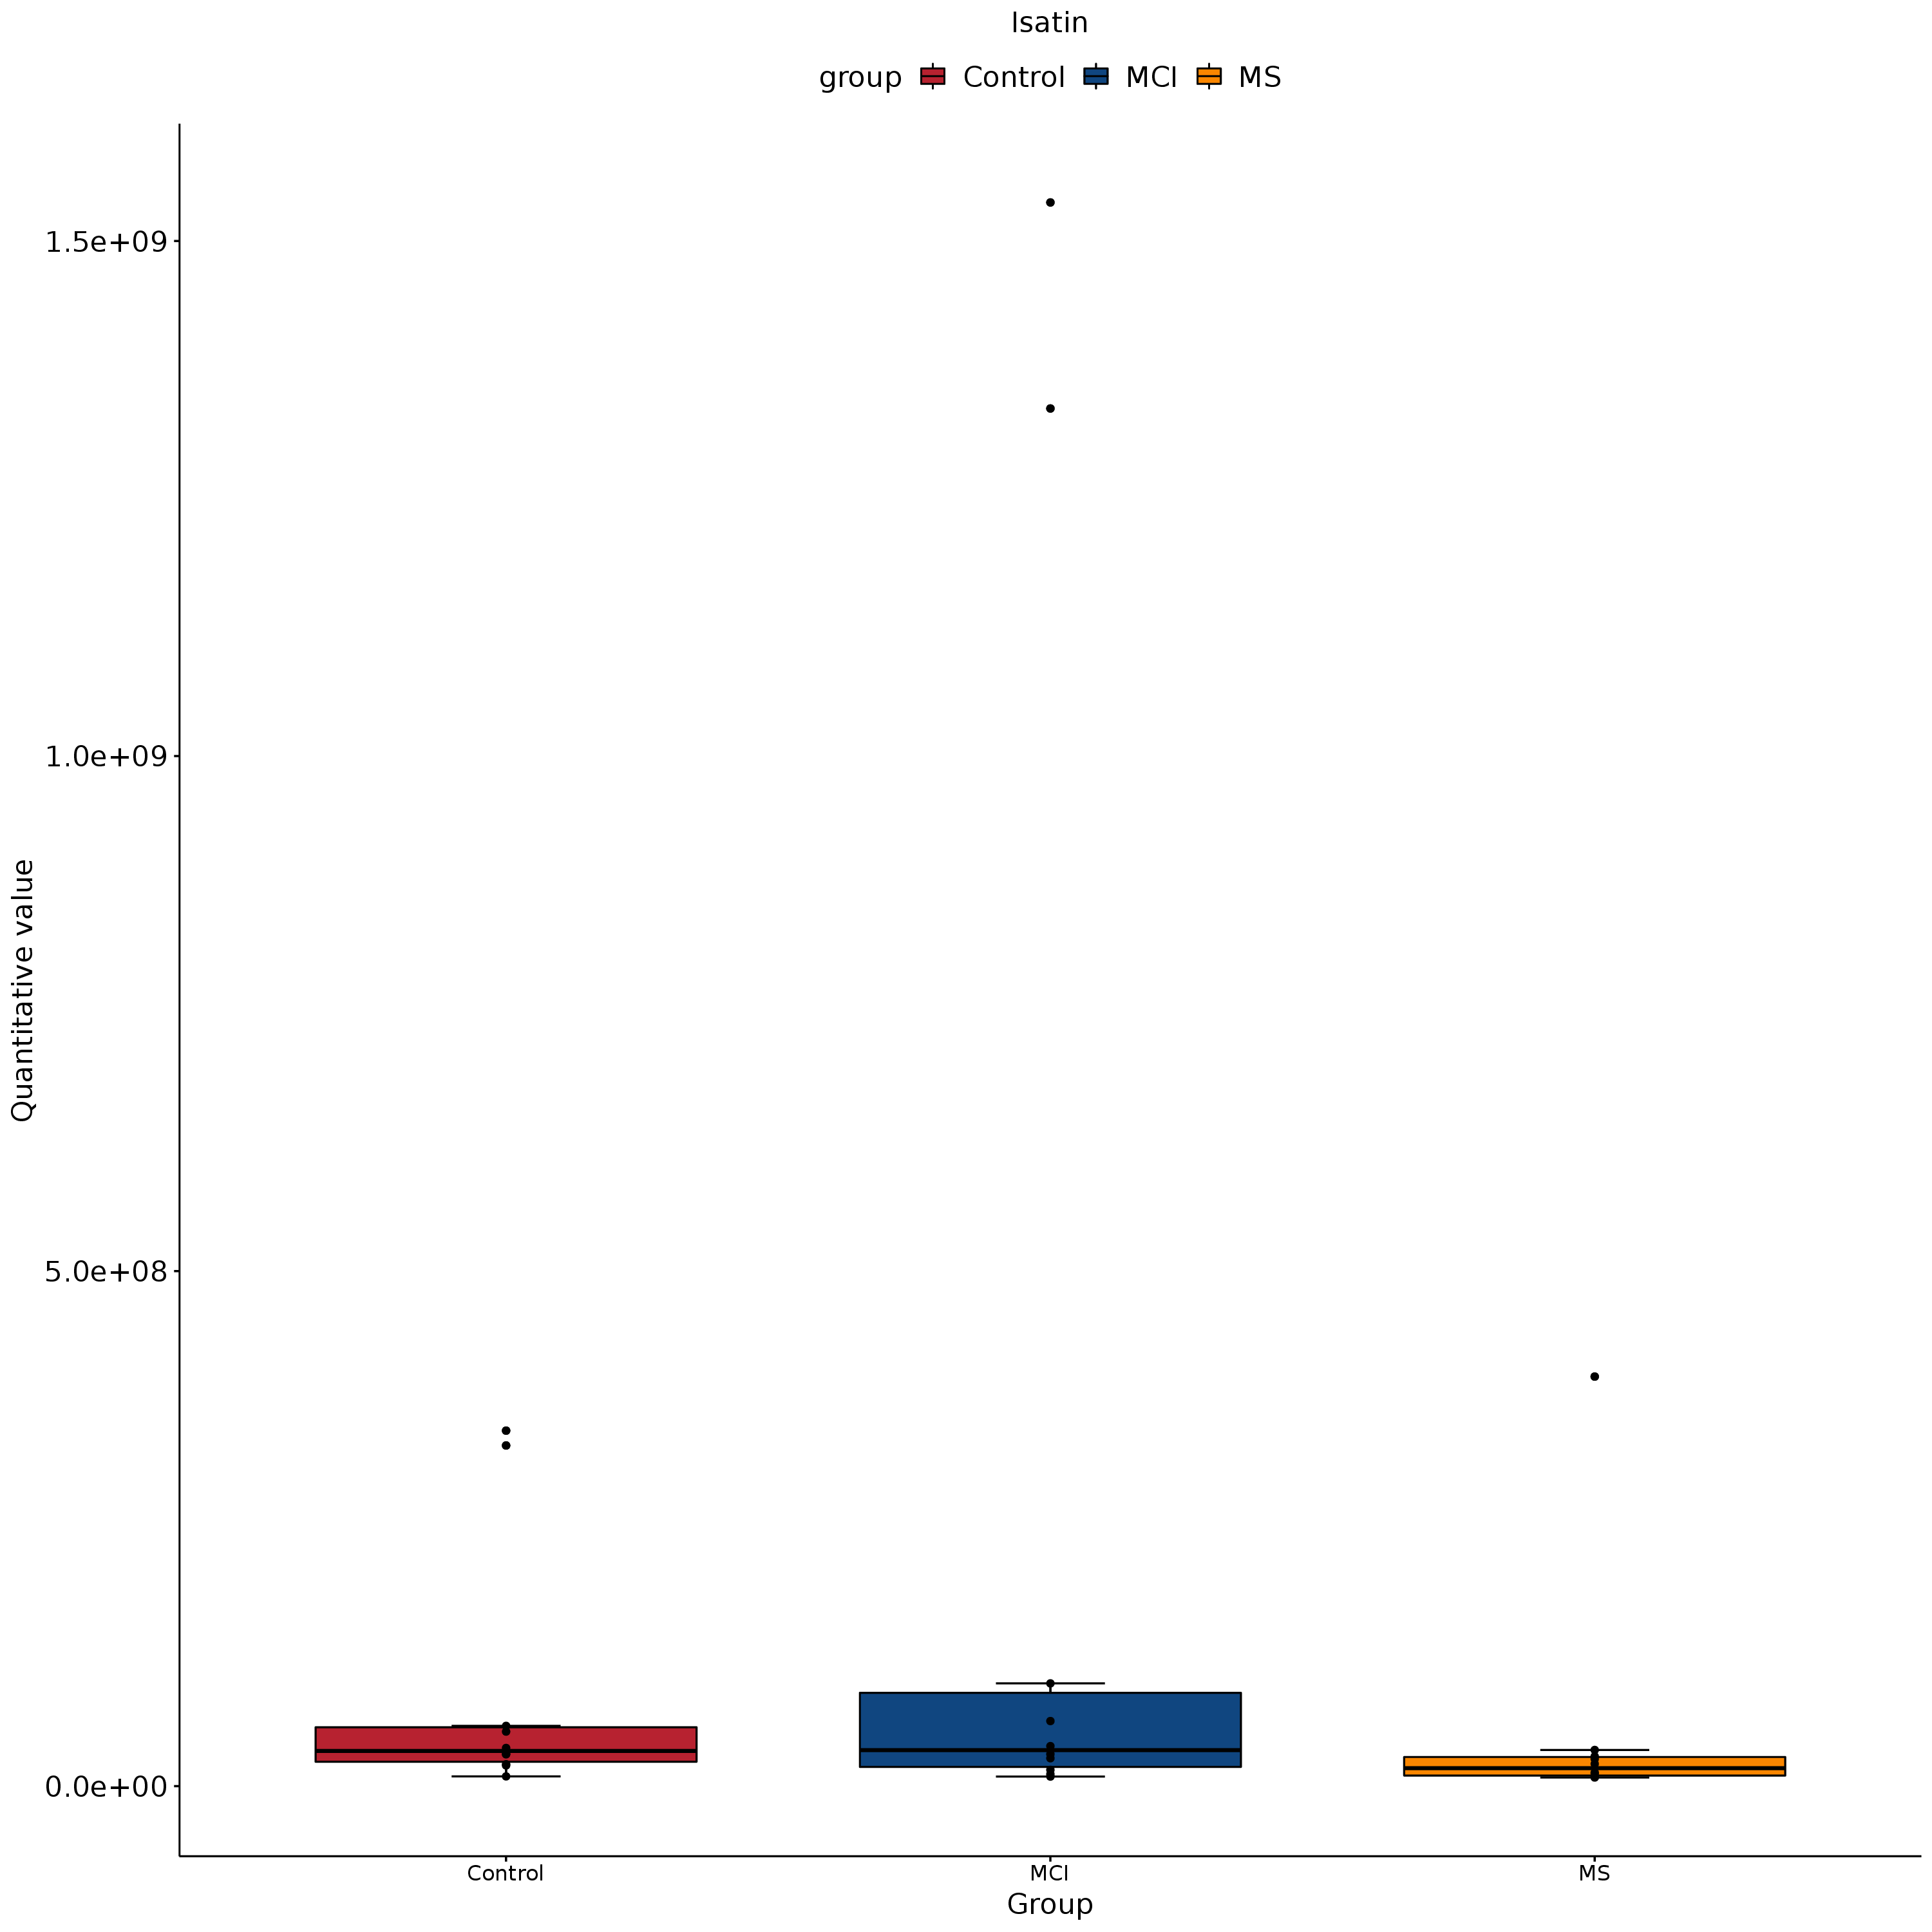 Isatin
group Control MCI MS
1.5e+09
1.0e+09
5.0e+08
0.0e+00
Quantitative value
Control MCI MS
Group